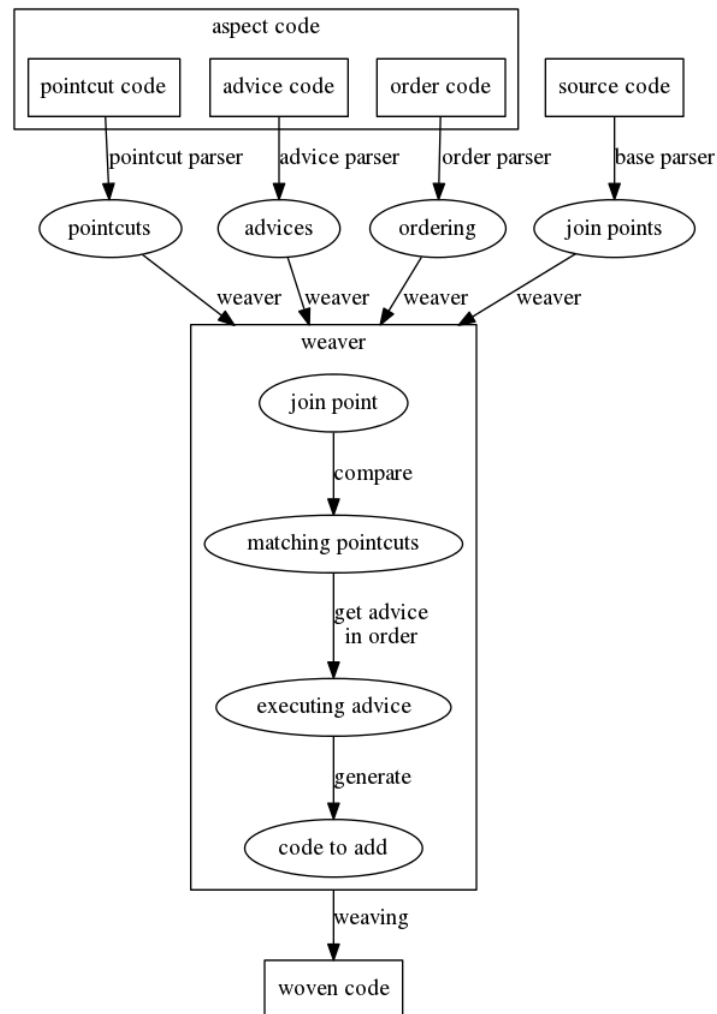 aspect code
pointcut code
advice code
order code
source code
pointcut parser
advice parser
order parser
base parser
pointcuts
advices
ordering
join points
weaver
weaver
weaver
weaver
weaver
join point
compare
matching pointcuts
get advice
in order
executing advice
generate
code to add
weaving
woven code